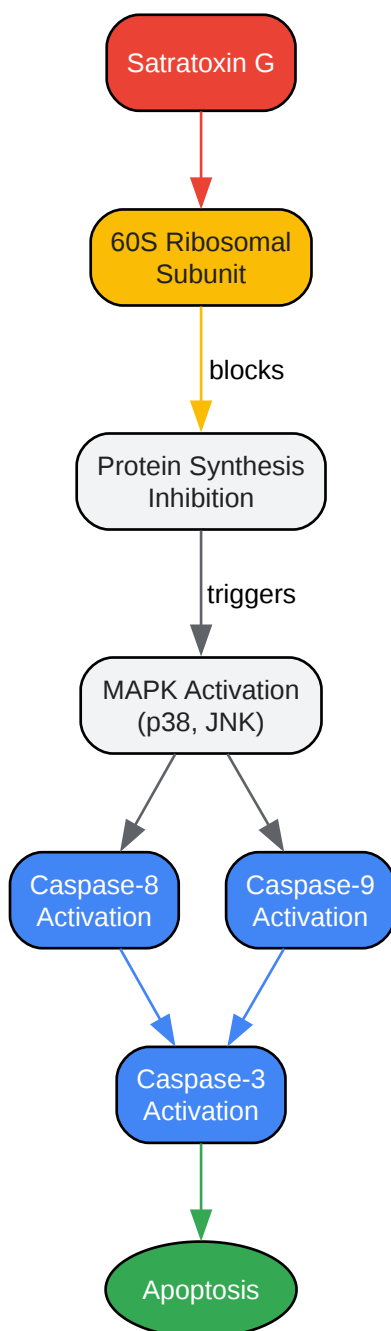 Satratoxin G
60S Ribosomal
Subunit
blocks
Protein Synthesis
Inhibition
triggers
MAPK Activation
(p38, JNK)
Caspase-8
Activation
Caspase-9
Activation
Caspase-3
Activation
Apoptosis